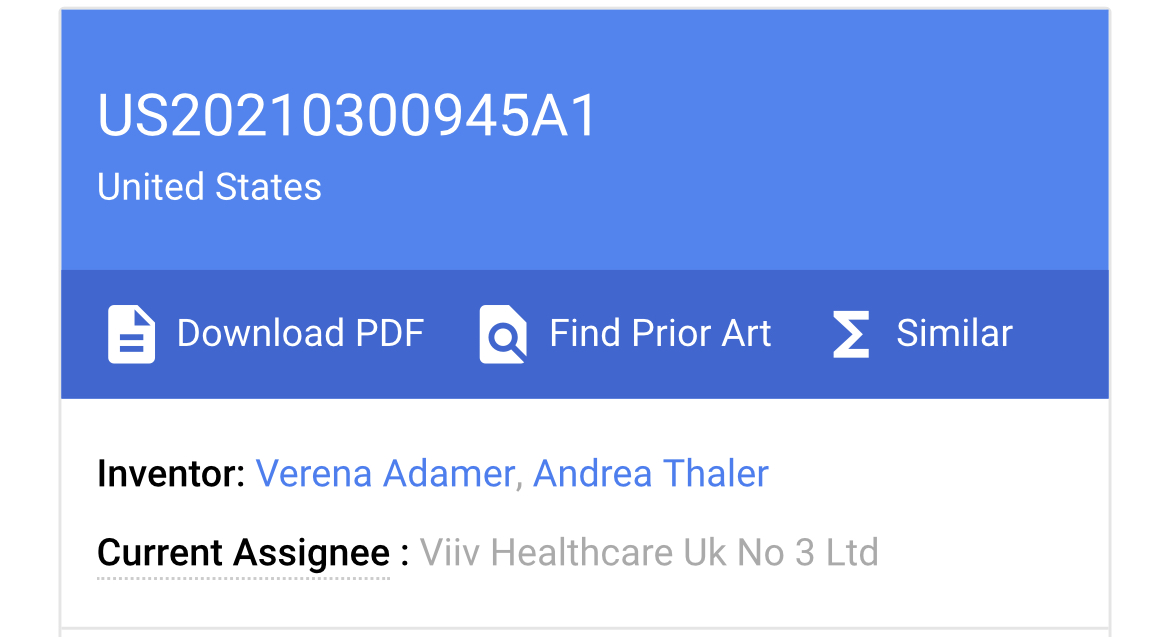 US20210300945A1
United States
Download PDF Find Prior Art Similar
Inventor: Verena Adamer, Andrea Thaler
Current Assignee : Viiv Healthcare Uk No 3 Ltd